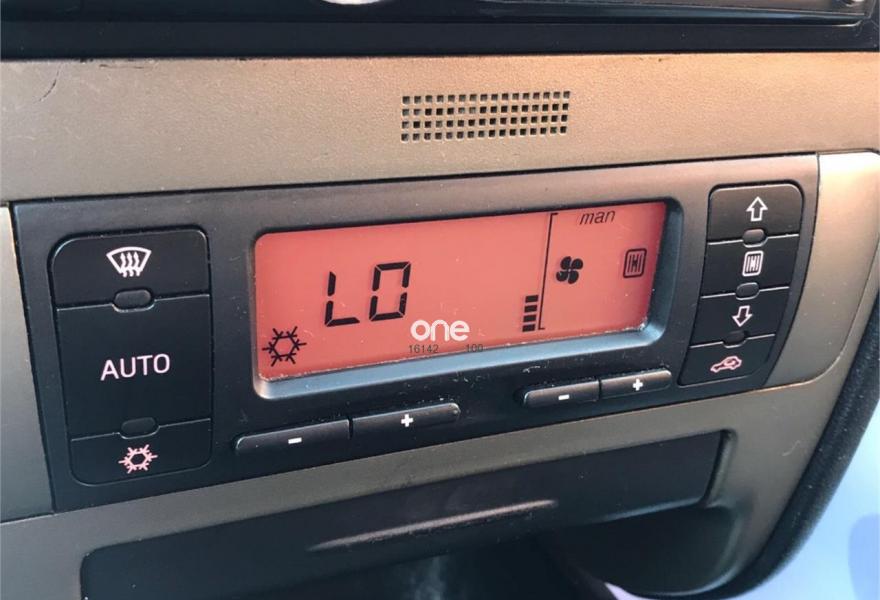 man
LO
one
16142 100
AUTO
- +
- +